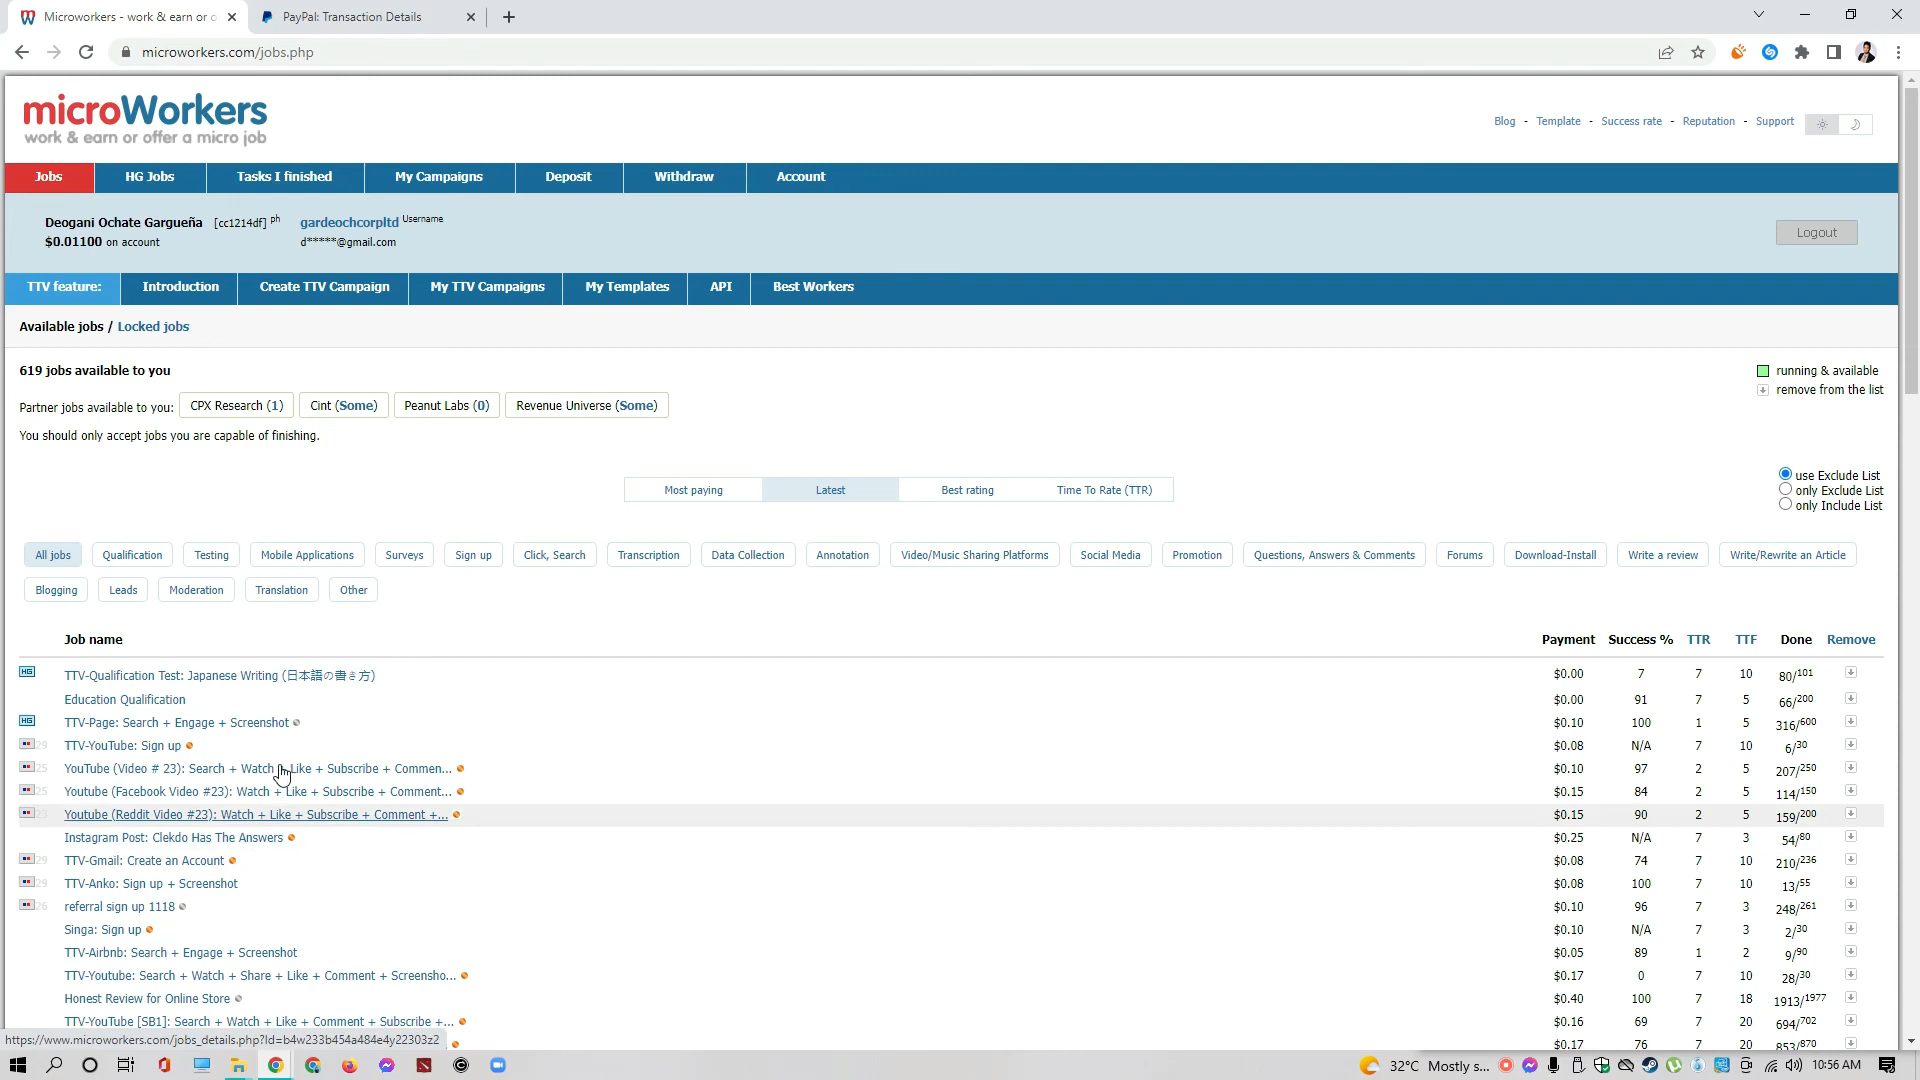 Microworkers - work & earn or o
PayPal: Transaction Details
microworkers.com/jobs.php
microWorkers
work & earn or offer a micro job
Blog - Template - Success rate - Reputation - Support
Jobs HG Jobs Tasks I finished My Campaigns Deposit Withdraw Account
Deogani Ochate Gargueña [cc1214df] ph gardeochcorpltd Username
$0.01100 on account d*****@gmail.com
Logout
TTV feature: Introduction Create TTV Campaign My TTV Campaigns My Templates API Best Workers
Available jobs / Locked jobs
619 jobs available to you
running & available
remove from the list
Partner jobs available to you: CPX Research (1) Cint (Some) Peanut Labs (0) Revenue Universe (Some)
You should only accept jobs you are capable of finishing.
Most paying Latest Best rating Time To Rate (TTR)
use Exclude List
only Exclude List
only Include List
All jobs Qualification Testing Mobile Applications Surveys Sign up Click, Search Transcription Data Collection Annotation Video/Music Sharing Platforms Social Media Promotion Questions, Answers & Comments Forums Download-Install Write a review Write/Rewrite an Article
Blogging Leads Moderation Translation Other
Job name Payment Success % TTR TTF Done Remove
HG TTV-Qualification Test: Japanese Writing (日本語の書き方) $0.00 7 7 10 80/101
Education Qualification $0.00 91 7 5 66/200
HG TTV-Page: Search + Engage + Screenshot $0.10 100 1 5 316/600
29 TTV-YouTube: Sign up $0.08 N/A 7 10 6/30
25 YouTube (Video # 23): Search + Watch + Like + Subscribe + Commen... $0.10 97 2 5 207/250
25 Youtube (Facebook Video #23): Watch + Like + Subscribe + Comment... $0.15 84 2 5 114/150
23 Youtube (Reddit Video #23): Watch + Like + Subscribe + Comment +... $0.15 90 2 5 159/200
Instagram Post: Clekdo Has The Answers $0.25 N/A 7 3 54/80
29 TTV-Gmail: Create an Account $0.08 74 7 10 210/236
29 TTV-Anko: Sign up + Screenshot $0.08 100 7 10 13/55
26 referral sign up 1118 $0.10 96 7 3 248/261
Singa: Sign up $0.10 N/A 7 3 2/30
TTV-Airbnb: Search + Engage + Screenshot $0.05 89 1 2 9/90
TTV-Youtube: Search + Watch + Share + Like + Comment + Screensho... $0.17 0 7 10 28/30
Honest Review for Online Store $0.40 100 7 18 1913/1977
TTV-YouTube [SB1]: Search + Watch + Like + Comment + Subscribe +... $0.16 69 7 20 694/702
$0.17 76 7 20 853/870
https://www.microworkers.com/jobs_details.php?Id=b4w233b454a484e4y22303z2
32°C Mostly s... 10:56 AM